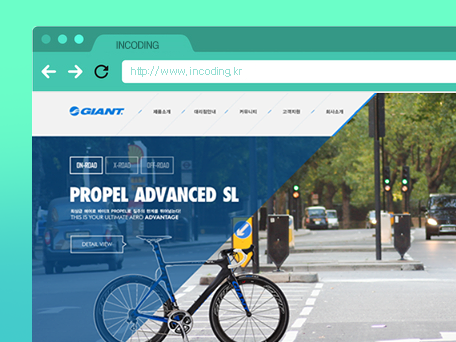 INCODING
http://www.incoding.kr
GIANT
제품소개 / 대리점안내 / 커뮤니티 / 고객지원 / 회사소개
ON-ROAD X-ROAD OFF-ROAD
PROPEL ADVANCED SL
THIS IS YOUR ULTIMATE AERO ADVANTAGE
DETAIL VIEW